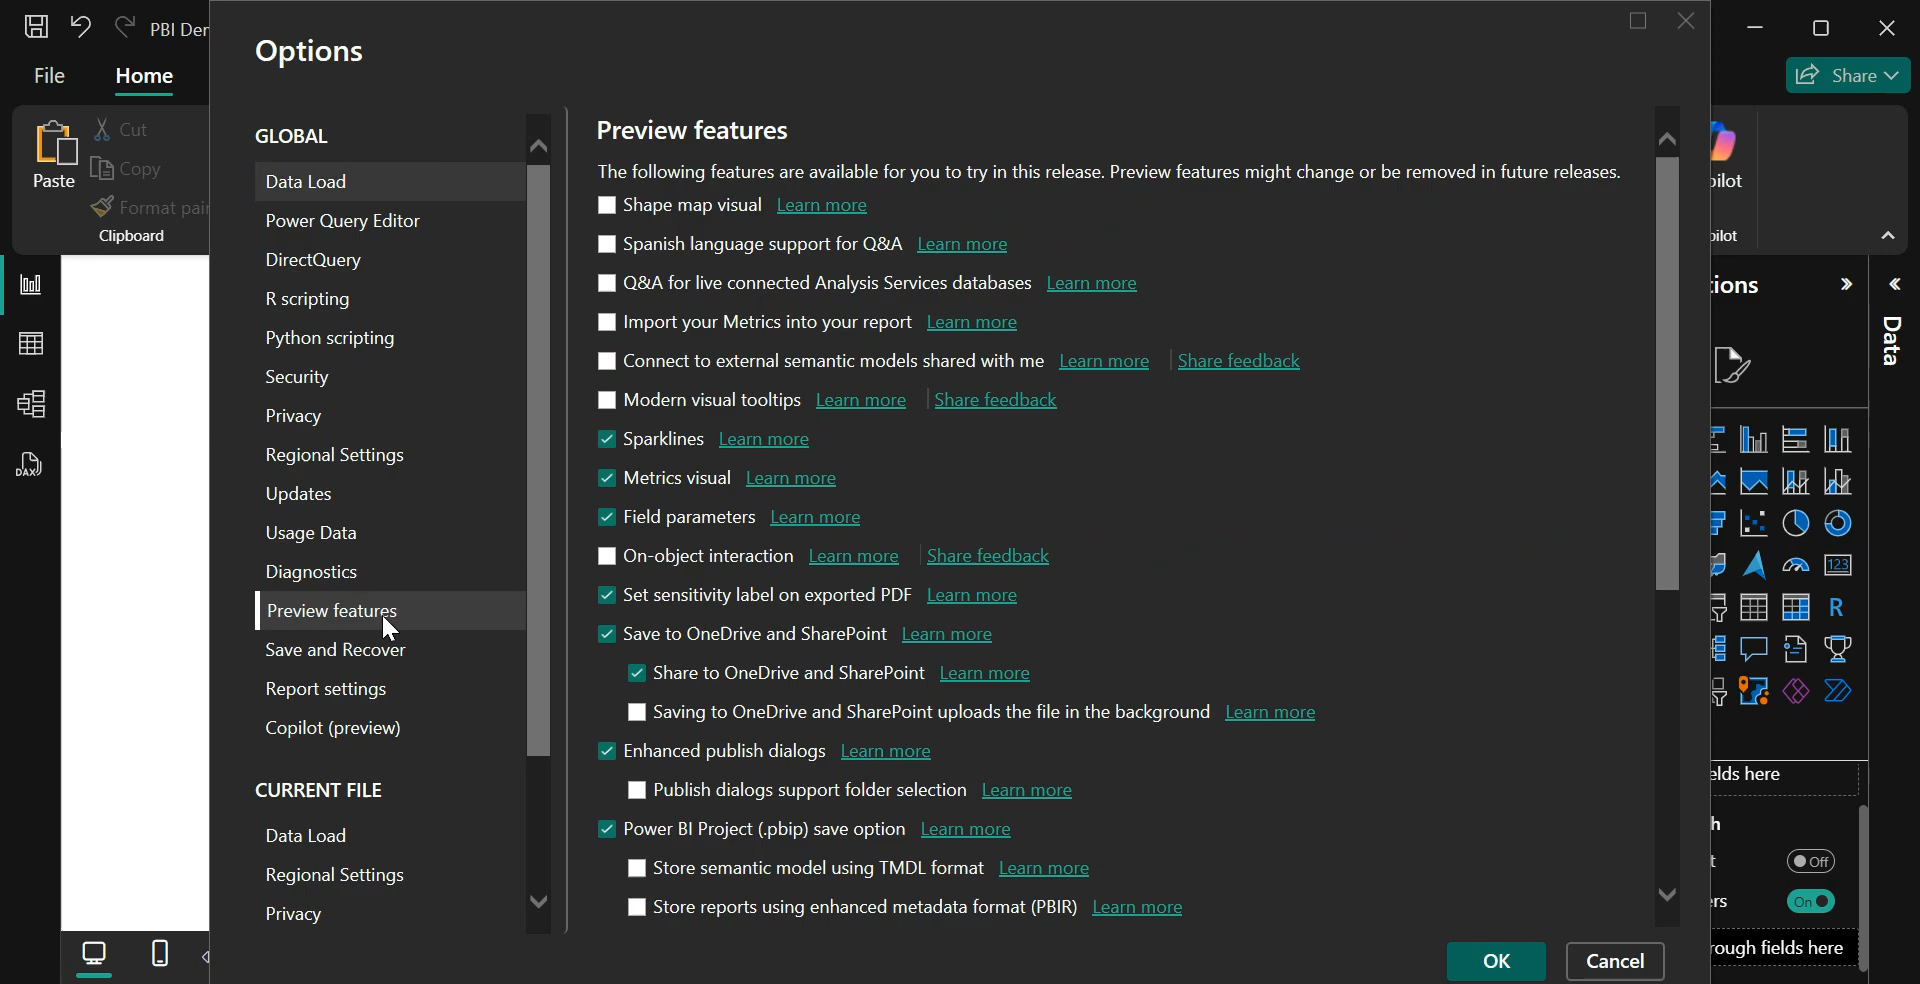 PBI Der
File
Home
Share
Paste
Cut
Copy
Format pair
Clipboard
Options
GLOBAL
Data Load
Power Query Editor
DirectQuery
R scripting
Python scripting
Security
Privacy
Regional Settings
Updates
Usage Data
Diagnostics
Preview features
Save and Recover
Report settings
Copilot (preview)
CURRENT FILE
Data Load
Regional Settings
Privacy
Preview features
The following features are available for you to try in this release. Preview features might change or be removed in future releases.
Shape map visual Learn more
Spanish language support for Q&A Learn more
Q&A for live connected Analysis Services databases Learn more
Import your Metrics into your report Learn more
Connect to external semantic models shared with me Learn more Share feedback
Modern visual tooltips Learn more Share feedback
Sparklines Learn more
Metrics visual Learn more
Field parameters Learn more
On-object interaction Learn more Share feedback
Set sensitivity label on exported PDF Learn more
Save to OneDrive and SharePoint Learn more
Share to OneDrive and SharePoint Learn more
Saving to OneDrive and SharePoint uploads the file in the background Learn more
Enhanced publish dialogs Learn more
Publish dialogs support folder selection Learn more
Power BI Project (.pbip) save option Learn more
Store semantic model using TMDL format Learn more
Store reports using enhanced metadata format (PBIR) Learn more
OK
Cancel
pilot
pilot
ions
Data
DAX
123
R
elds here
h
t Off
ers On
rough fields here